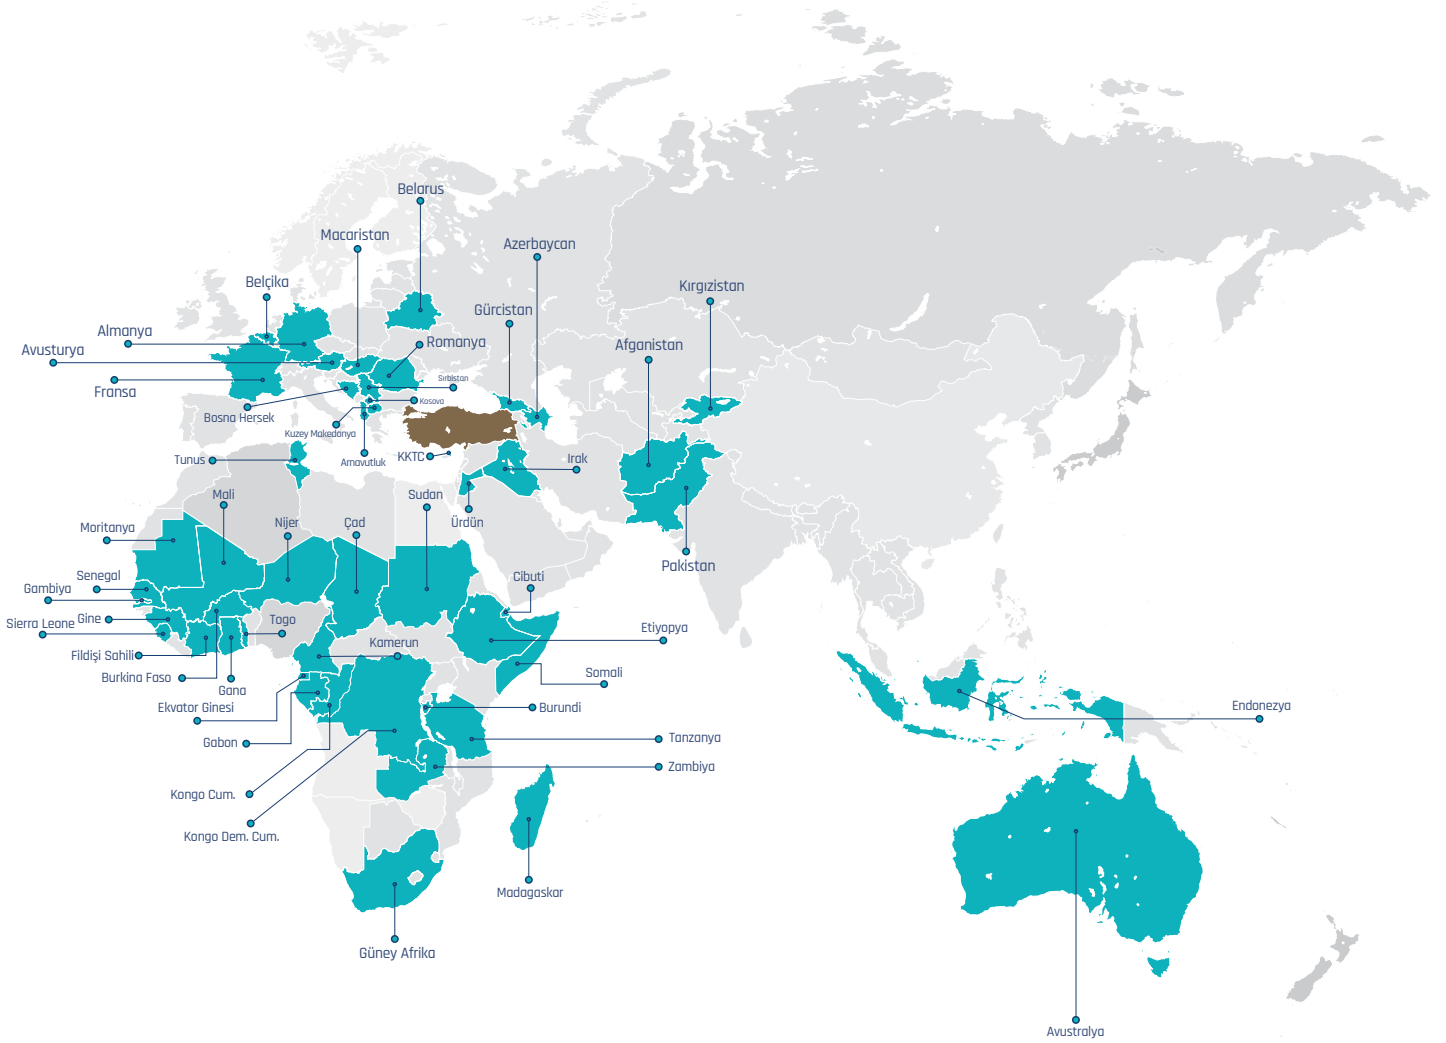 Belarus
Macaristan
Azerbaycan
Belçika
Kırgızistan
Gürcistan
Almanya
Romanya
Afganistan
Avusturya
Sırbistan
Fransa
Kosova
Bosna Hersek
Kuzey Makedonya
Tunus
Arnavutluk
KKTC
Irak
Mali
Sudan
Moritanya
Nijer
Çad
Ürdün
Pakistan
Senegal
Cibuti
Gambiya
Sierra Leone
Gine
Togo
Etiyopya
Kamerun
Fildişi Sahili
Somali
Burkina Faso
Gana
Ekvator Ginesi
Burundi
Endonezya
Gabon
Tanzanya
Zambiya
Kongo Cum.
Kongo Dem. Cum.
Madagaskar
Güney Afrika
Avustralya